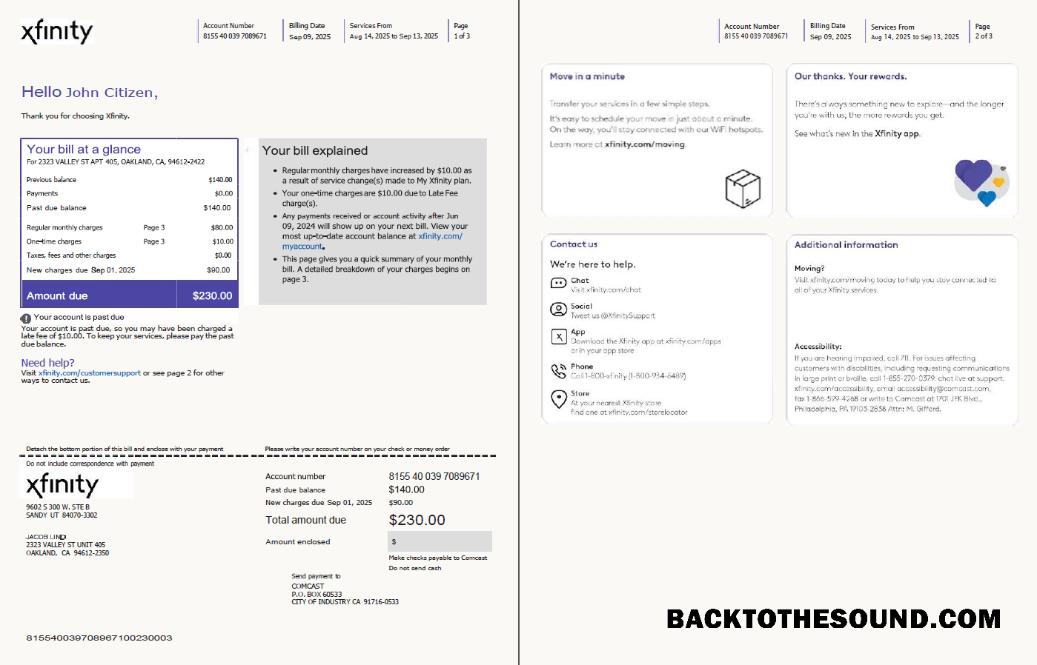 xfinity
Account Number
8155 40 039 7089671
Billing Date
Sep 09, 2025
Services From
Aug 14, 2025 to Sep 13, 2025
Page
1 of 3
Hello John Citizen,
Thank you for choosing Xfinity.
Your bill at a glance
For 2323 VALLEY ST APT 405, OAKLAND, CA, 94612-2422
Previous balance $140.00
Payments $0.00
Past due balance $140.00
Regular monthly charges Page 3 $80.00
One-time charges Page 3 $10.00
Taxes, fees and other charges $0.00
New charges due Sep 01, 2025 $90.00
Amount due $230.00
Your account is past due
Your account is past due, so you may have been charged a
late fee of $10.00. To keep your services, please pay the past
due balance.
Need help?
Visit xfinity.com/customersupport or see page 2 for other
ways to contact us.
Your bill explained
• Regular monthly charges have increased by $10.00 as
a result of service change(s) made to My Xfinity plan.
• Your one-time charges are $10.00 due to Late Fee
charge(s).
• Any payments received or account activity after Jun
09, 2024 will show up on your next bill. View your
most up-to-date account balance at xfinity.com/
myaccount.
• This page gives you a quick summary of your monthly
bill. A detailed breakdown of your charges begins on
page 3.
Detach the bottom portion of this bill and enclose with your payment
Please write your account number on your check or money order
Do not include correspondence with payment
xfinity
9602 S 300 W. STE B
SANDY UT 84070-3302
JACOB LIND
2323 VALLEY ST UNIT 405
OAKLAND, CA 94612-2350
Account number 8155 40 039 7089671
Past due balance $140.00
New charges due Sep 01, 2025 $90.00
Total amount due $230.00
Amount enclosed $
Make checks payable to Comcast
Do not send cash
Send payment to
COMCAST
P.O. BOX 60533
CITY OF INDUSTRY CA 91716-0533
815540039708967100230003
Account Number
8155 40 039 7089671
Billing Date
Sep 09, 2025
Services From
Aug 14, 2025 to Sep 13, 2025
Page
2 of 3
Move in a minute
Transfer your services in a few simple steps.
It's easy to schedule your move in just about a minute.
On the way, you'll stay connected with our WiFi hotspots.
Learn more at xfinity.com/moving.
Our thanks. Your rewards.
There's always something new to explore—and the longer
you're with us, the more rewards you get.
See what's new in the Xfinity app.
Contact us
We're here to help.
Chat
Visit xfinity.com/chat
Social
Tweet us @XfinitySupport
App
Download the Xfinity app at xfinity.com/apps
or in your app store
Phone
Call 1-800-xfinity (1-800-934-6489)
Store
At your nearest Xfinity store
find one at xfinity.com/storelocator
Additional information
Moving?
Visit xfinity.com/moving today to help you stay connected to
all of your Xfinity services.
Accessibility:
If you are hearing impaired, call 711. For issues affecting
customers with disabilities, including requesting communications
in large print or braille, call 1-855-270-0379, chat live at support.
xfinity.com/accessibility, email accessibility@comcast.com,
fax 1-866-599-4268 or write to Comcast at 1701 JFK Blvd.,
Philadelphia, PA 19103-2838 Attn: M. Gifford.
BACKTOTHESOUND.COM